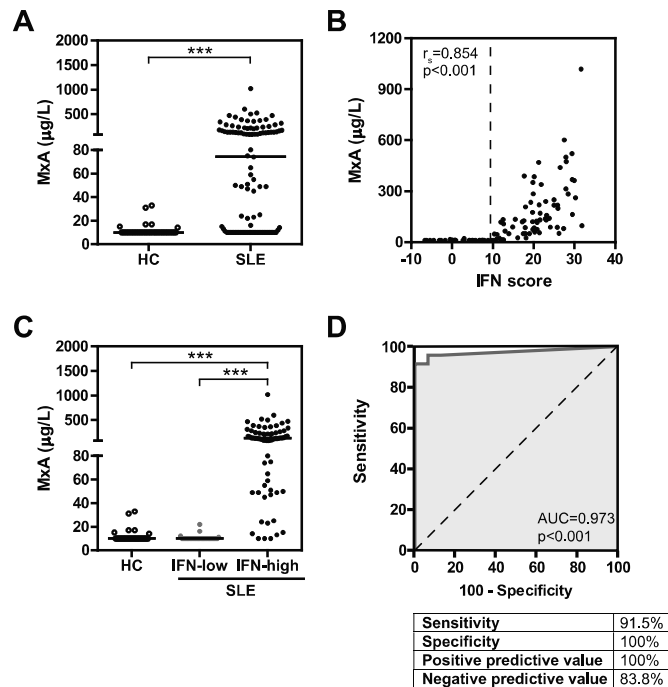 A
***
2000
1500
1000
500
80
60
40
20
0
MxA (µg/L)
HC
SLE
B
r_s=0.854
p<0.001
1200
900
600
300
0
MxA (µg/L)
-10 0 10 20 30 40
IFN score
C
***
***
2000
1500
1000
500
80
60
40
20
0
MxA (µg/L)
HC IFN-low IFN-high
SLE
D
100
80
60
40
20
0
Sensitivity
AUC=0.973
p<0.001
0 20 40 60 80 100
100 - Specificity
Sensitivity 91.5%
Specificity 100%
Positive predictive value 100%
Negative predictive value 83.8%